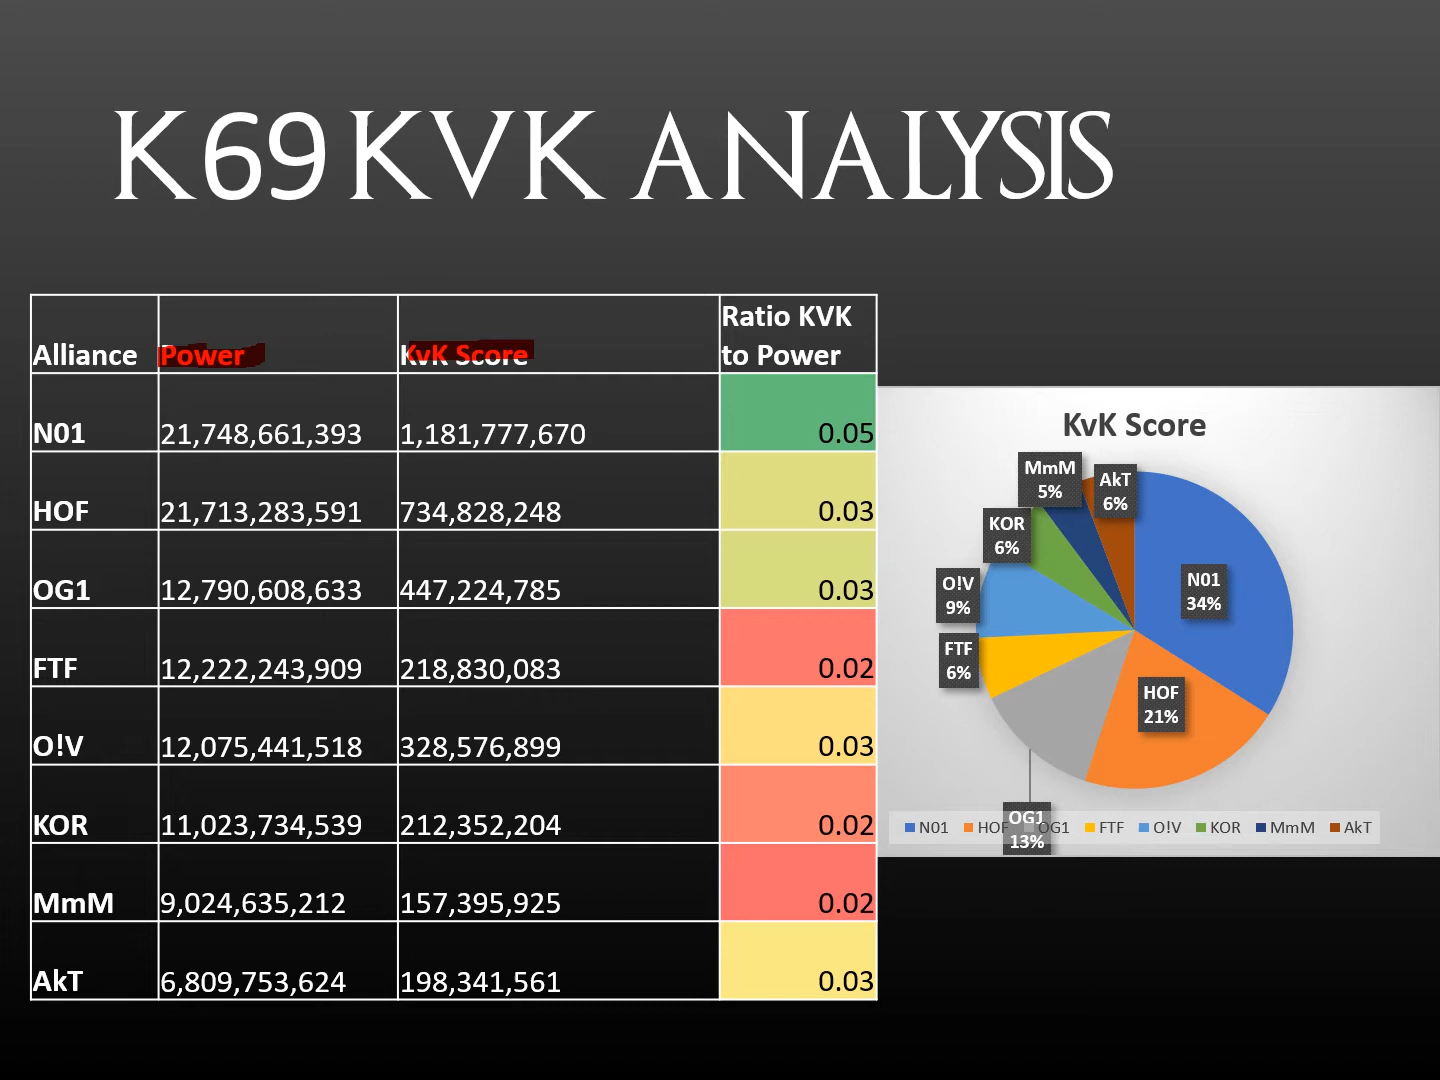 K69 KVK ANALYSIS
Alliance Power KvK Score Ratio KVK to Power
N01 21,748,661,393 1,181,777,670 0.05
HOF 21,713,283,591 734,828,248 0.03
OG1 12,790,608,633 447,224,785 0.03
FTF 12,222,243,909 218,830,083 0.02
O!V 12,075,441,518 328,576,899 0.03
KOR 11,023,734,539 212,352,204 0.02
MmM 9,024,635,212 157,395,925 0.02
AkT 6,809,753,624 198,341,561 0.03
KvK Score
MmM
5%
AkT
6%
KOR
6%
O!V
9%
N01
34%
FTF
6%
HOF
21%
OG1
13%
N01 HOF OG1 FTF O!V KOR MmM AkT